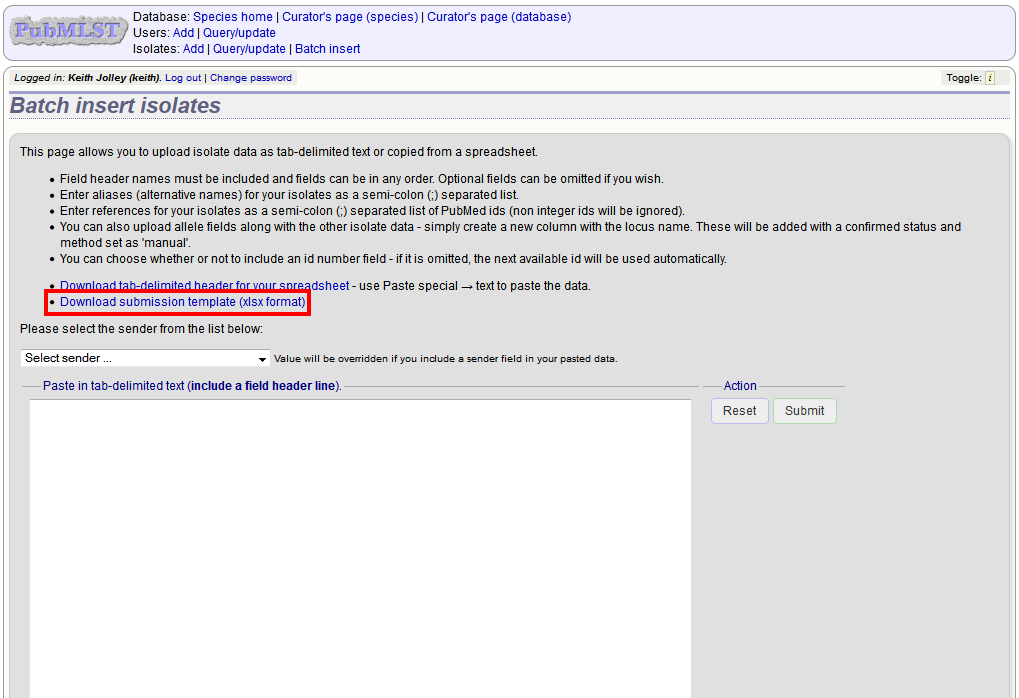 PubMLST
Database: Species home | Curator's page (species) | Curator's page (database)
Users: Add | Query/update
Isolates: Add | Query/update | Batch insert
Logged in: Keith Jolley (keith). Log out | Change password
Toggle: i
Batch insert isolates
This page allows you to upload isolate data as tab-delimited text or copied from a spreadsheet.
• Field header names must be included and fields can be in any order. Optional fields can be omitted if you wish.
• Enter aliases (alternative names) for your isolates as a semi-colon (;) separated list.
• Enter references for your isolates as a semi-colon (;) separated list of PubMed ids (non integer ids will be ignored).
• You can also upload allele fields along with the other isolate data - simply create a new column with the locus name. These will be added with a confirmed status and
method set as 'manual'.
• You can choose whether or not to include an id number field - if it is omitted, the next available id will be used automatically.
• Download tab-delimited header for your spreadsheet - use Paste special → text to paste the data.
• Download submission template (xlsx format)
Please select the sender from the list below:
Select sender ... Value will be overridden if you include a sender field in your pasted data.
Paste in tab-delimited text (include a field header line).
Action
Reset Submit